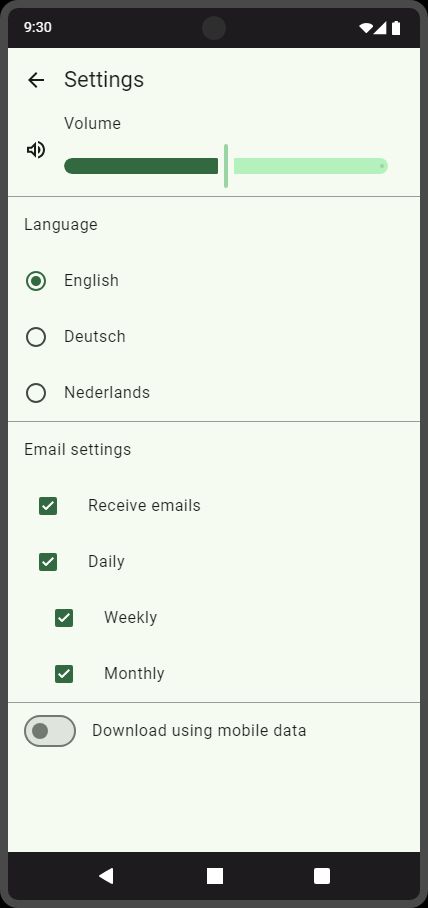 9:30
Settings
Volume
Language
English
Deutsch
Nederlands
Email settings
Receive emails
Daily
Weekly
Monthly
Download using mobile data